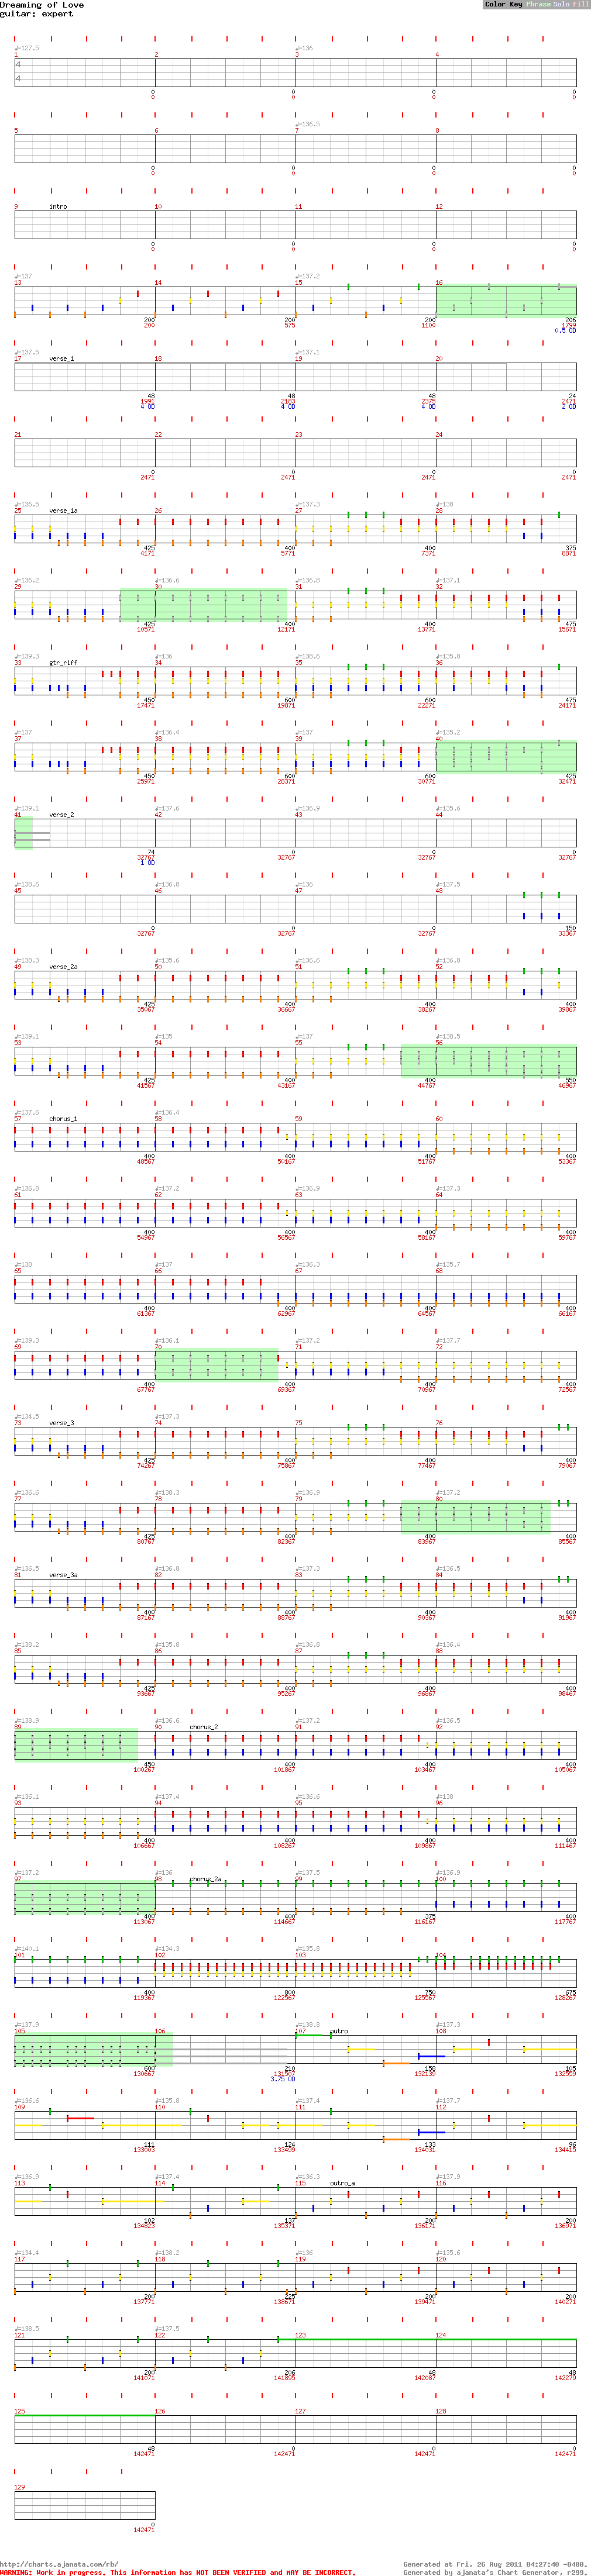 Dreaming of Love
guitar: expert
Color Key Phrase Solo Fill
♩=127.5 ♩=136
1 2 3 4
4
4
0 0 0 0
0 0 0 0
♩=136.5
5 6 7 8
0 0 0 0
0 0 0 0
9 intro 10 11 12
0 0 0 0
0 0 0 0
♩=137 ♩=137.2
13 14 15 16
200 200 200 206
200 575 1100 1799
0.5 OD
♩=137.5 ♩=137.1
17 verse_1 18 19 20
48 48 48 24
1991 2183 2375 2471
4 OD 4 OD 4 OD 2 OD
21 22 23 24
2471 2471 2471 2471
♩=136.5 ♩=137.3 ♩=138
25 verse_1a 26 27 28
425 400 400 375
4171 5771 7371 8871
♩=136.2 ♩=136.6 ♩=136.8 ♩=137.1
29 30 31 32
425 400 400 475
10571 12171 13771 15671
♩=139.3 ♩=136 ♩=138.6 ♩=135.8
33 gtr_riff 34 35 36
450 600 600 475
17471 19871 22271 24171
♩=137 ♩=136.4 ♩=137 ♩=135.2
37 38 39 40
450 600 600 425
25971 28371 30771 32471
♩=139.1 ♩=137.6 ♩=136.9 ♩=135.6
41 verse_2 42 43 44
74 0 0 0
32767 32767 32767 32767
1 OD
♩=138.6 ♩=136.8 ♩=136 ♩=137.5
45 46 47 48
0 0 0 150
32767 32767 32767 33367
♩=138.3 ♩=135.6 ♩=136.6 ♩=136.8
49 verse_2a 50 51 52
425 400 400 400
35067 36667 38267 39867
♩=139.1 ♩=135 ♩=137 ♩=138.5
53 54 55 56
425 400 400 550
41567 43167 44767 46967
♩=137.6 ♩=136.4
57 chorus_1 58 59 60
400 400 400 400
48567 50167 51767 53367
♩=136.8 ♩=137.2 ♩=136.9 ♩=137.3
61 62 63 64
400 400 400 400
54967 56567 58167 59767
♩=138 ♩=137 ♩=136.3 ♩=135.7
65 66 67 68
400 400 400 400
61367 62967 64567 66167
♩=139.3 ♩=136.1 ♩=137.2 ♩=137.7
69 70 71 72
400 400 400 400
67767 69367 70967 72567
♩=134.5 ♩=137.3
73 verse_3 74 75 76
425 400 400 400
74267 75867 77467 79067
♩=136.6 ♩=138.3 ♩=136.9 ♩=137.2
77 78 79 80
425 400 400 400
80767 82367 83967 85567
♩=136.5 ♩=136.8 ♩=137.3 ♩=136.5
81 verse_3a 82 83 84
400 400 400 400
87167 88767 90367 91967
♩=138.2 ♩=135.8 ♩=136.8 ♩=136.4
85 86 87 88
425 400 400 400
93667 95267 96867 98467
♩=138.9 ♩=136.6 ♩=137.2 ♩=136.5
89 90 chorus_2 91 92
450 400 400 400
100267 101867 103467 105067
♩=136.1 ♩=137.4 ♩=136.6 ♩=138
93 94 95 96
400 400 400 400
106667 108267 109867 111467
♩=137.2 ♩=136 ♩=137.5 ♩=136.9
97 98 chorus_2a 99 100
400 400 375 400
113067 114667 116167 117767
♩=140.1 ♩=134.3 ♩=135.8
101 102 103 104
400 800 750 675
119367 122567 125567 128267
♩=137.9 ♩=138.8 ♩=137.3
105 106 107 outro 108
600 210 158 105
130667 131507 132139 132559
3.75 OD
♩=136.6 ♩=135.8 ♩=137.4 ♩=137.7
109 110 111 112
111 124 133 96
133003 133499 134031 134415
♩=136.9 ♩=137.4 ♩=136.3 ♩=137.9
113 114 115 outro_a 116
102 137 200 200
134823 135371 136171 136971
♩=134.4 ♩=138.2 ♩=136 ♩=135.6
117 118 119 120
200 225 200 200
137771 138671 139471 140271
♩=138.5 ♩=137.5
121 122 123 124
200 206 48 48
141071 141895 142087 142279
125 126 127 128
48 0 0 0
142471 142471 142471 142471
129
0
142471
http://charts.ajanata.com/rb/ Generated at Fri, 26 Aug 2011 04:27:40 -0400.
WARNING: Work in progress. This information has NOT BEEN VERIFIED and MAY BE INCORRECT. Generated by ajanata's Chart Generator, r299.